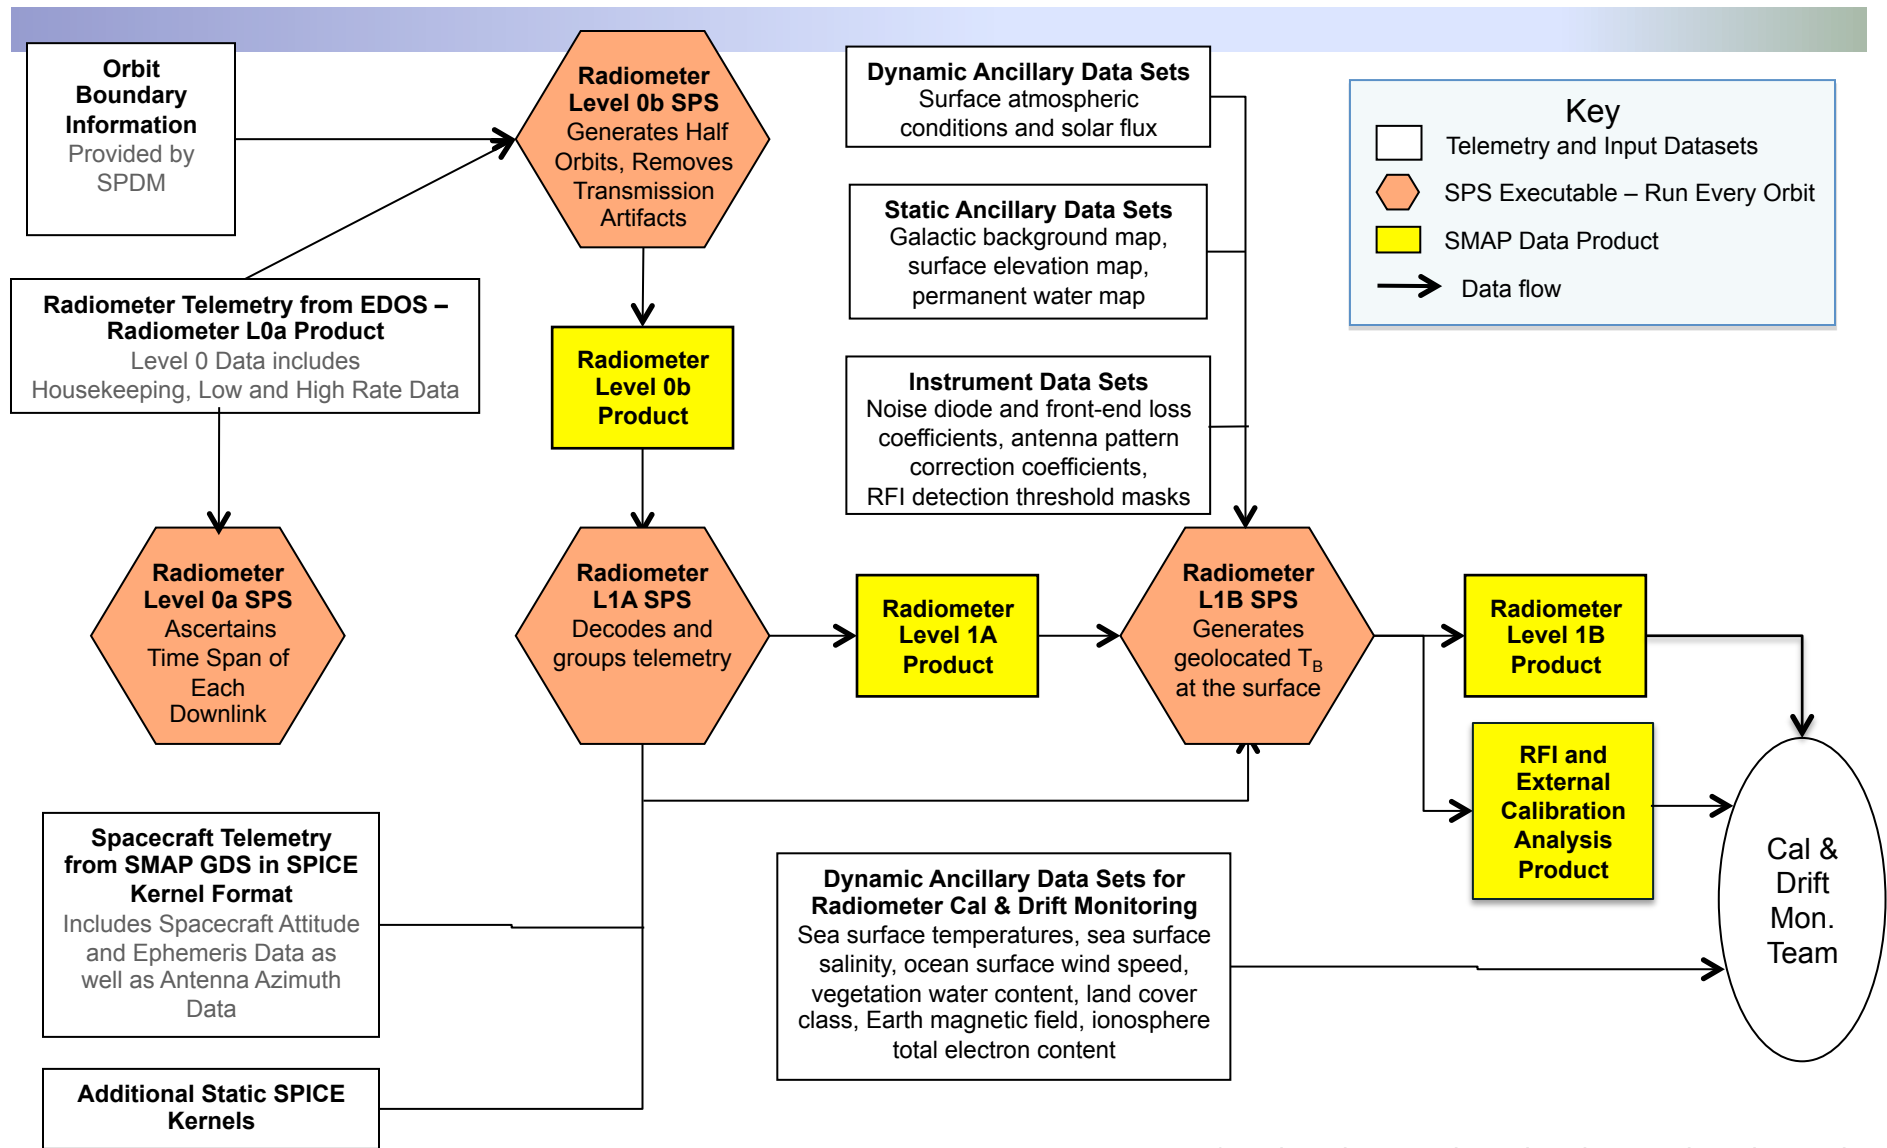 Orbit
Boundary
Information
Provided by
SPDM
Radiometer
Level 0b SPS
Generates Half
Orbits, Removes
Transmission
Artifacts
Dynamic Ancillary Data Sets
Surface atmospheric
conditions and solar flux
Key
Telemetry and Input Datasets
SPS Executable – Run Every Orbit
SMAP Data Product
Data flow
Static Ancillary Data Sets
Galactic background map,
surface elevation map,
permanent water map
Radiometer Telemetry from EDOS –
Radiometer L0a Product
Level 0 Data includes
Housekeeping, Low and High Rate Data
Radiometer
Level 0b
Product
Instrument Data Sets
Noise diode and front-end loss
coefficients, antenna pattern
correction coefficients,
RFI detection threshold masks
Radiometer
Level 0a SPS
Ascertains
Time Span of
Each
Downlink
Radiometer
L1A SPS
Decodes and
groups telemetry
Radiometer
Level 1A
Product
Radiometer
L1B SPS
Generates
geolocated TB
at the surface
Radiometer
Level 1B
Product
RFI and
External
Calibration
Analysis
Product
Cal &
Drift
Mon.
Team
Spacecraft Telemetry
from SMAP GDS in SPICE
Kernel Format
Includes Spacecraft Attitude
and Ephemeris Data as
well as Antenna Azimuth
Data
Dynamic Ancillary Data Sets for
Radiometer Cal & Drift Monitoring
Sea surface temperatures, sea surface
salinity, ocean surface wind speed,
vegetation water content, land cover
class, Earth magnetic field, ionosphere
total electron content
Additional Static SPICE
Kernels